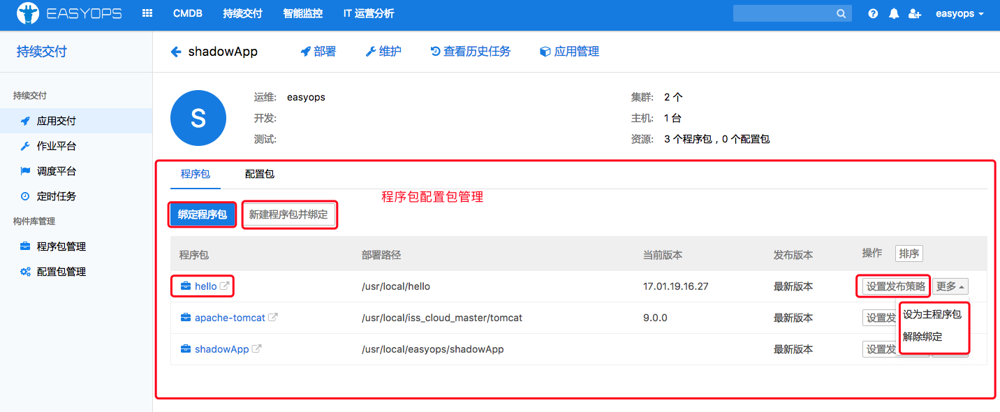 EASYOPS CMDB 持续交付 智能监控 IT 运营分析 easyops
持续交付
shadowApp 部署 维护 查看历史任务 应用管理
持续交付
应用交付
作业平台
调度平台
定时任务
构件库管理
程序包管理
配置包管理
S
运维: easyops
开发:
测试:
集群: 2 个
主机: 1 台
资源: 3 个程序包，0 个配置包
程序包 配置包
程序包配置包管理
绑定程序包 新建程序包并绑定
程序包 部署路径 当前版本 发布版本 操作 排序
hello /usr/local/hello 17.01.19.16.27 最新版本 设置发布策略 更多
apache-tomcat /usr/local/iss_cloud_master/tomcat 9.0.0 最新版本 设置发
shadowApp /usr/local/easyops/shadowApp 最新版本 设置发
设为主程序包
解除绑定